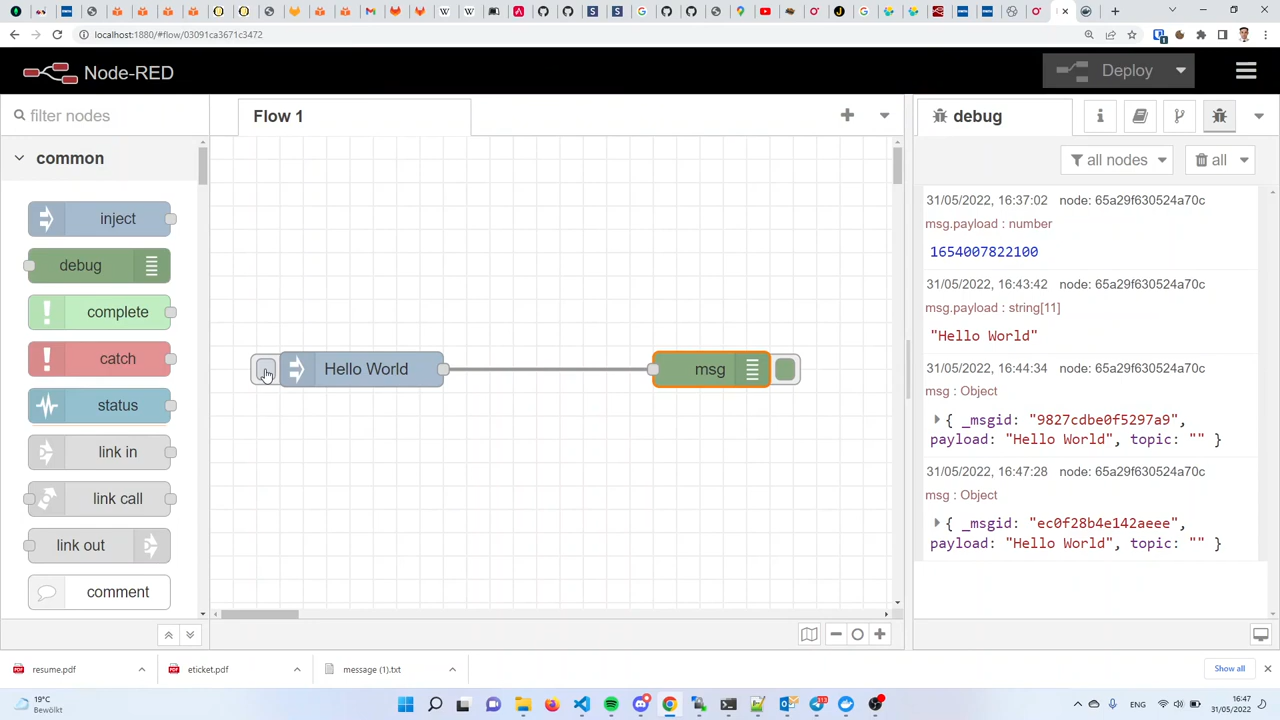 localhost:1880/#flow/03091ca3671c3472
Node-RED
Deploy
filter nodes
common
inject
debug
complete
catch
status
link in
link call
link out
comment
Flow 1
Hello World
msg
debug
all nodes
all
31/05/2022, 16:37:02 node: 65a29f630524a70c
msg.payload : number
1654007822100
31/05/2022, 16:43:42 node: 65a29f630524a70c
msg.payload : string[11]
"Hello World"
31/05/2022, 16:44:34 node: 65a29f630524a70c
msg : Object
{ _msgid: "9827cdbe0f5297a9",
payload: "Hello World", topic: "" }
31/05/2022, 16:47:28 node: 65a29f630524a70c
msg : Object
{ _msgid: "ec0f28b4e142aeee",
payload: "Hello World", topic: "" }
resume.pdf
eticket.pdf
message (1).txt
Show all
19°C
Bewölkt
ENG
16:47
31/05/2022